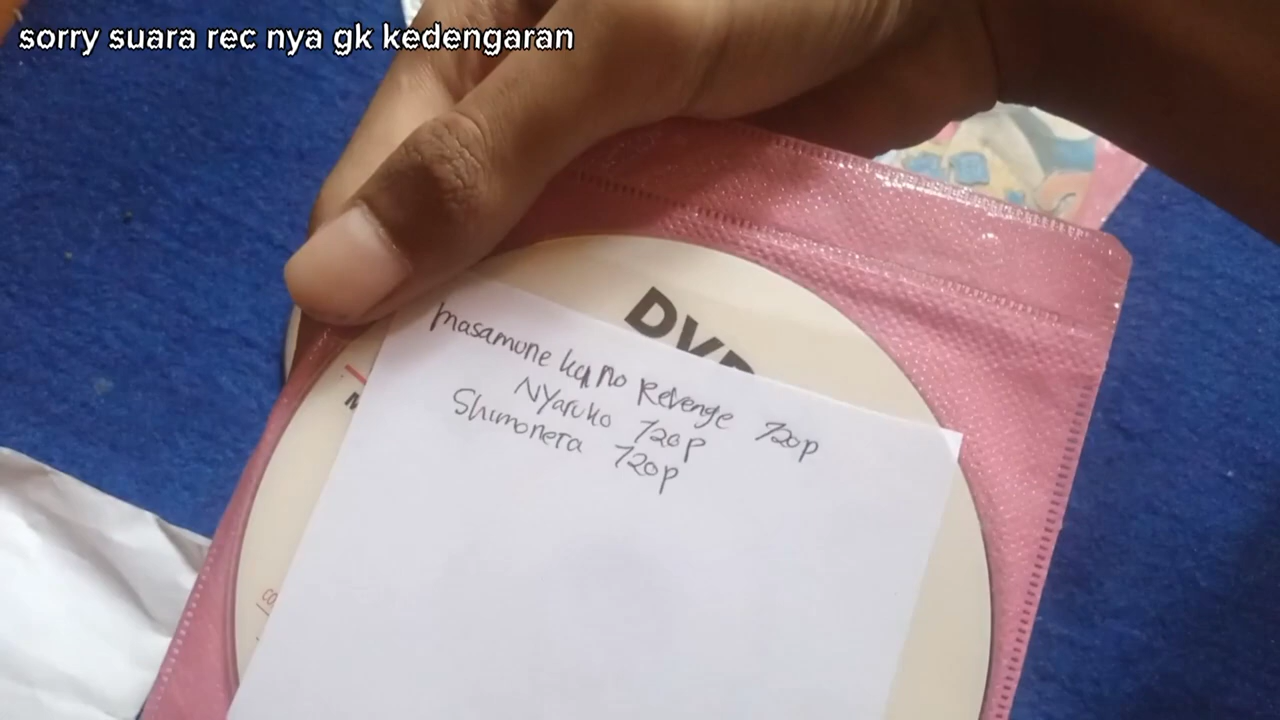 sorry suara rec nya gk kedengaran
DVD
Masamune kun no Revenge 720p
NYaruko 720p
Shimoneta 720p